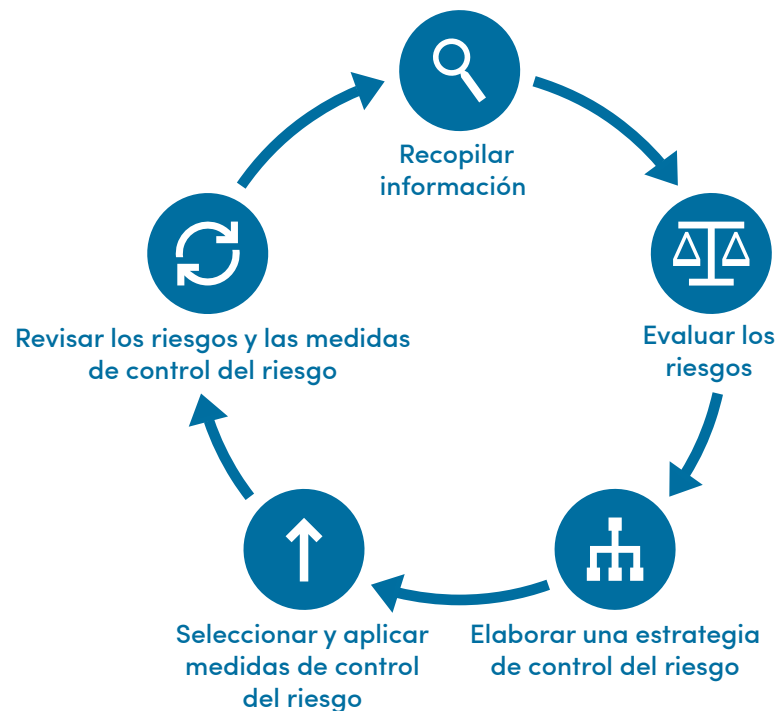 Recopilar
información
Evaluar los
riesgos
Elaborar una estrategia
de control del riesgo
Seleccionar y aplicar
medidas de control
del riesgo
Revisar los riesgos y las medidas
de control del riesgo